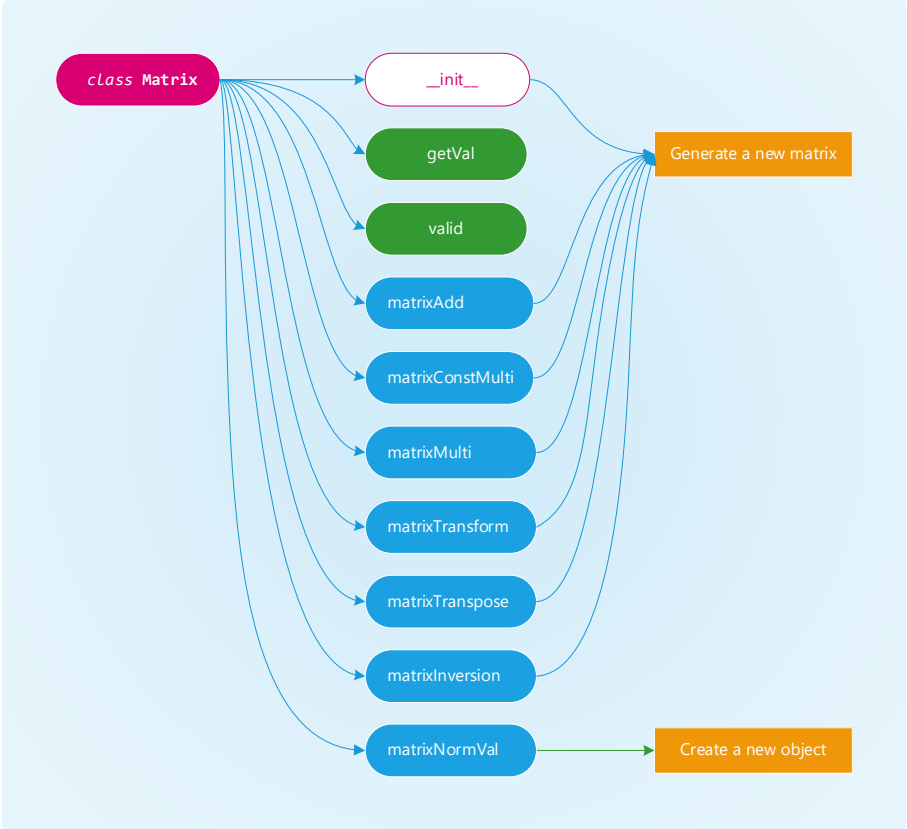 class Matrix
__init__
getVal
Generate a new matrix
valid
matrixAdd
matrixConstMulti
matrixMulti
matrixTransform
matrixTranspose
matrixInversion
matrixNormVal
Create a new object